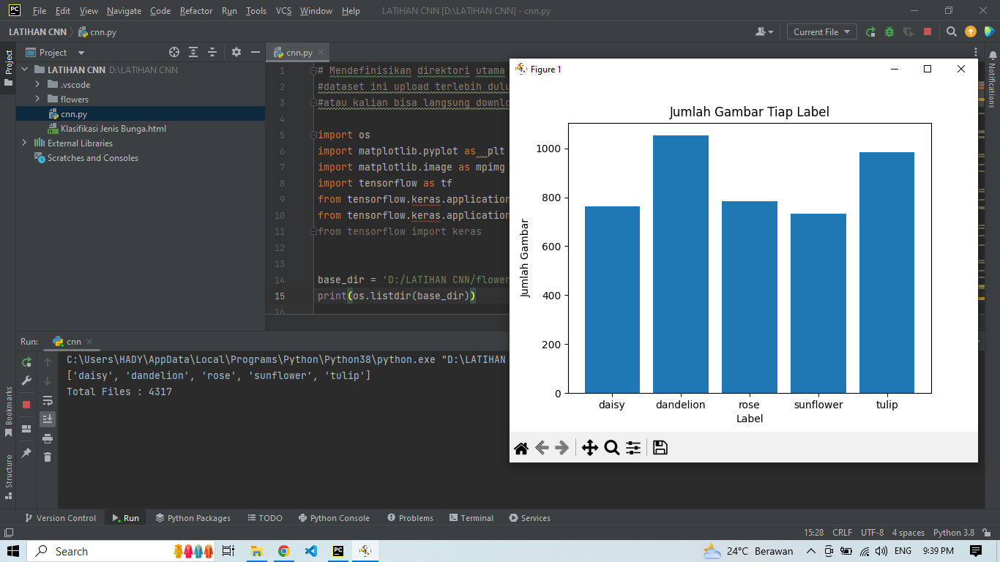 PC File Edit View Navigate Code Refactor Run Tools VCS Window Help LATIHAN CNN [D:\LATIHAN CNN] - cnn.py
LATIHAN CNN cnn.py Current File
Project
Project
LATIHAN CNN D:\LATIHAN CNN
.vscode
flowers
cnn.py
Klasifikasi Jenis Bunga.html
External Libraries
Scratches and Consoles
cnn.py
1 # Mendefinisikan direktori utama
2 #dataset ini upload terlebih dulu
3 #atau kalian bisa langsung downlo
4
5 import os
6 import matplotlib.pyplot as plt
7 import matplotlib.image as mpimg
8 import tensorflow as tf
9 from tensorflow.keras.application
10 from tensorflow.keras.application
11 from tensorflow import keras
12
13
14 base_dir = 'D:/LATIHAN CNN/flower
15 print(os.listdir(base_dir))
16
Notifications
Figure 1
Jumlah Gambar Tiap Label
Jumlah Gambar
1000
800
600
400
200
0
daisy dandelion rose sunflower tulip
Label
Run: cnn
C:\Users\HADY\AppData\Local\Programs\Python\Python38\python.exe "D:\LATIHAN
['daisy', 'dandelion', 'rose', 'sunflower', 'tulip']
Total Files : 4317
Bookmarks
Structure
Version Control Run Python Packages TODO Python Console Problems Terminal Services
15:28 CRLF UTF-8 4 spaces Python 3.8
Search PC 24°C Berawan ENG 9:39 PM